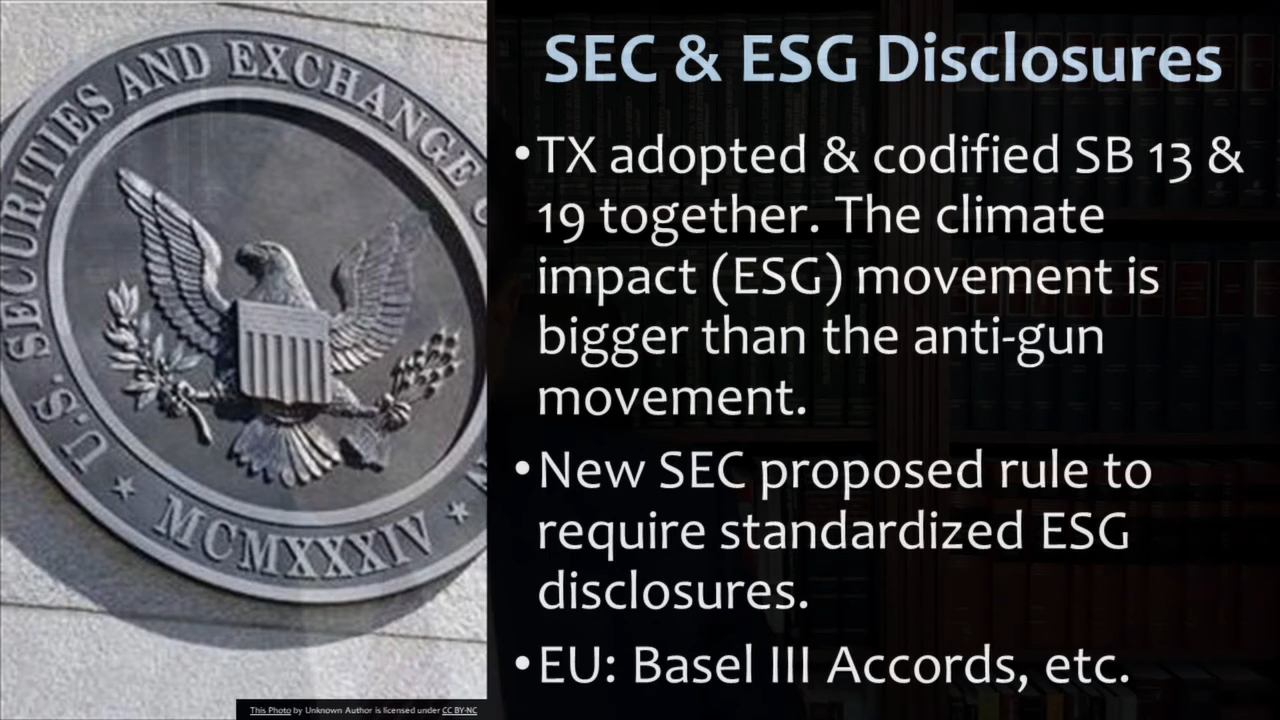 SECURITIES AND EXCHANGE
U.S.
MCMXXXIV
SEC & ESG Disclosures
•TX adopted & codified SB 13 &
19 together. The climate
impact (ESG) movement is
bigger than the anti-gun
movement.
•New SEC proposed rule to
require standardized ESG
disclosures.
•EU: Basel III Accords, etc.
This Photo by Unknown Author is licensed under CC BY-NC